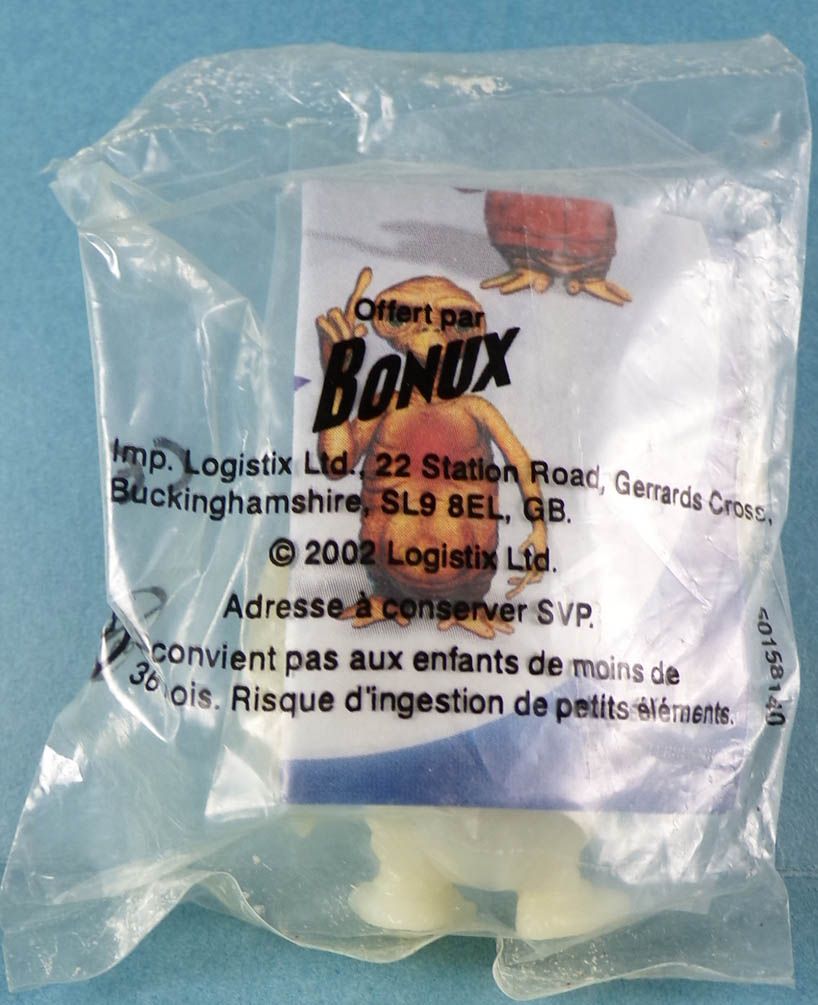 Offert par
BONUX
Imp. Logistix Ltd., 22 Station Road, Gerrards Cross,
Buckinghamshire, SL9 8EL, GB.
© 2002 Logistix Ltd.
Adresse à conserver SVP.
convient pas aux enfants de moins de
36 ois. Risque d'ingestion de petits éléments.